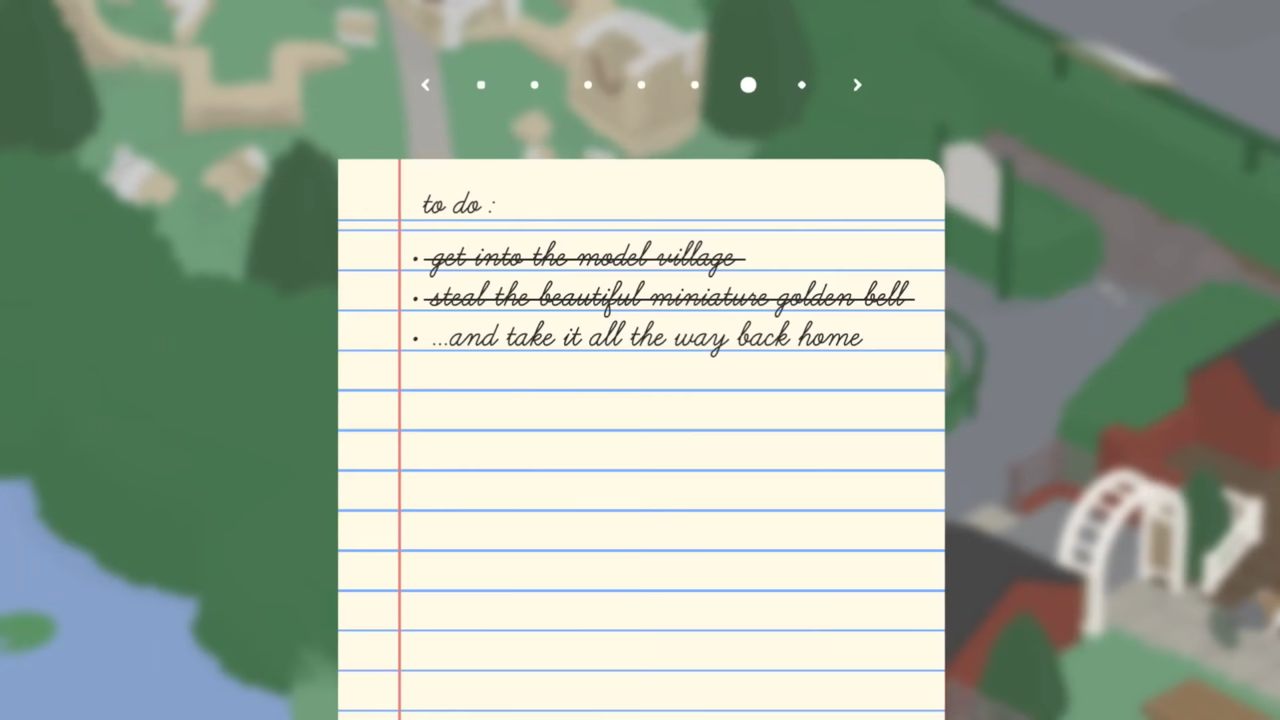 to do :
• get into the model village
• steal the beautiful miniature golden bell
• ...and take it all the way back home